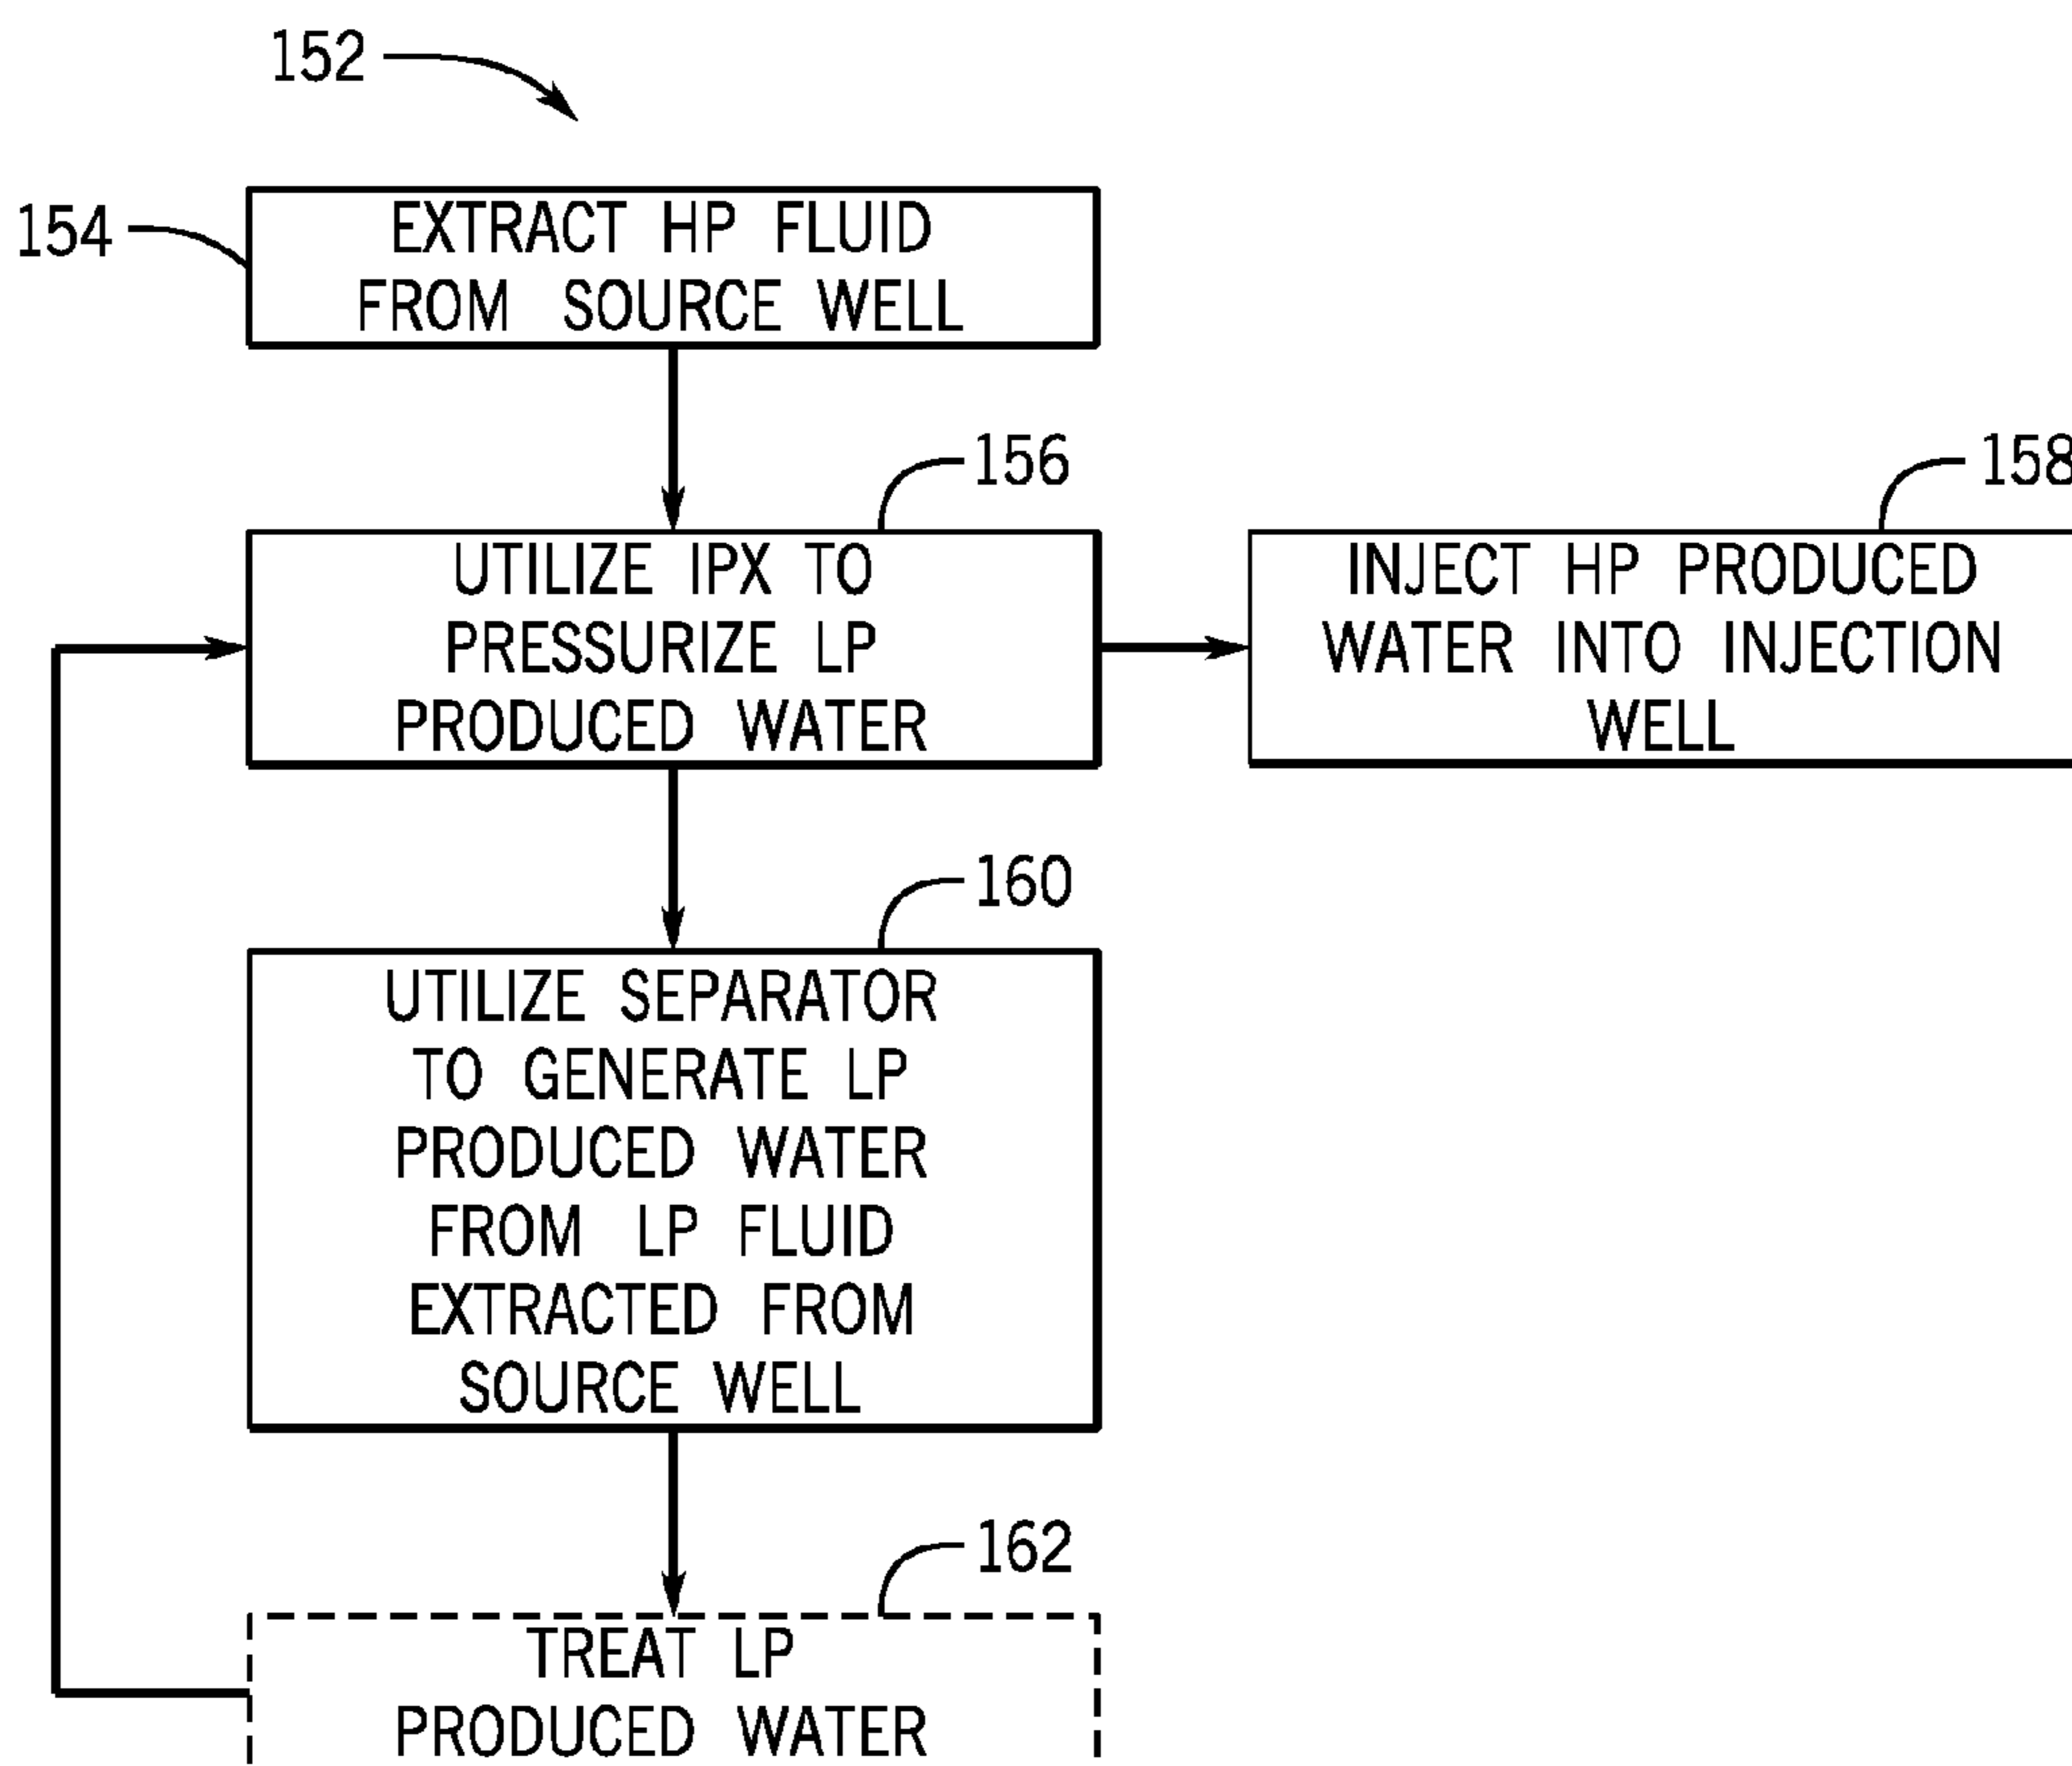 152
154
EXTRACT HP FLUID
FROM SOURCE WELL
156
UTILIZE IPX TO
PRESSURIZE LP
PRODUCED WATER
158
INJECT HP PRODUCED
WATER INTO INJECTION
WELL
160
UTILIZE SEPARATOR
TO GENERATE LP
PRODUCED WATER
FROM LP FLUID
EXTRACTED FROM
SOURCE WELL
162
TREAT LP
PRODUCED WATER